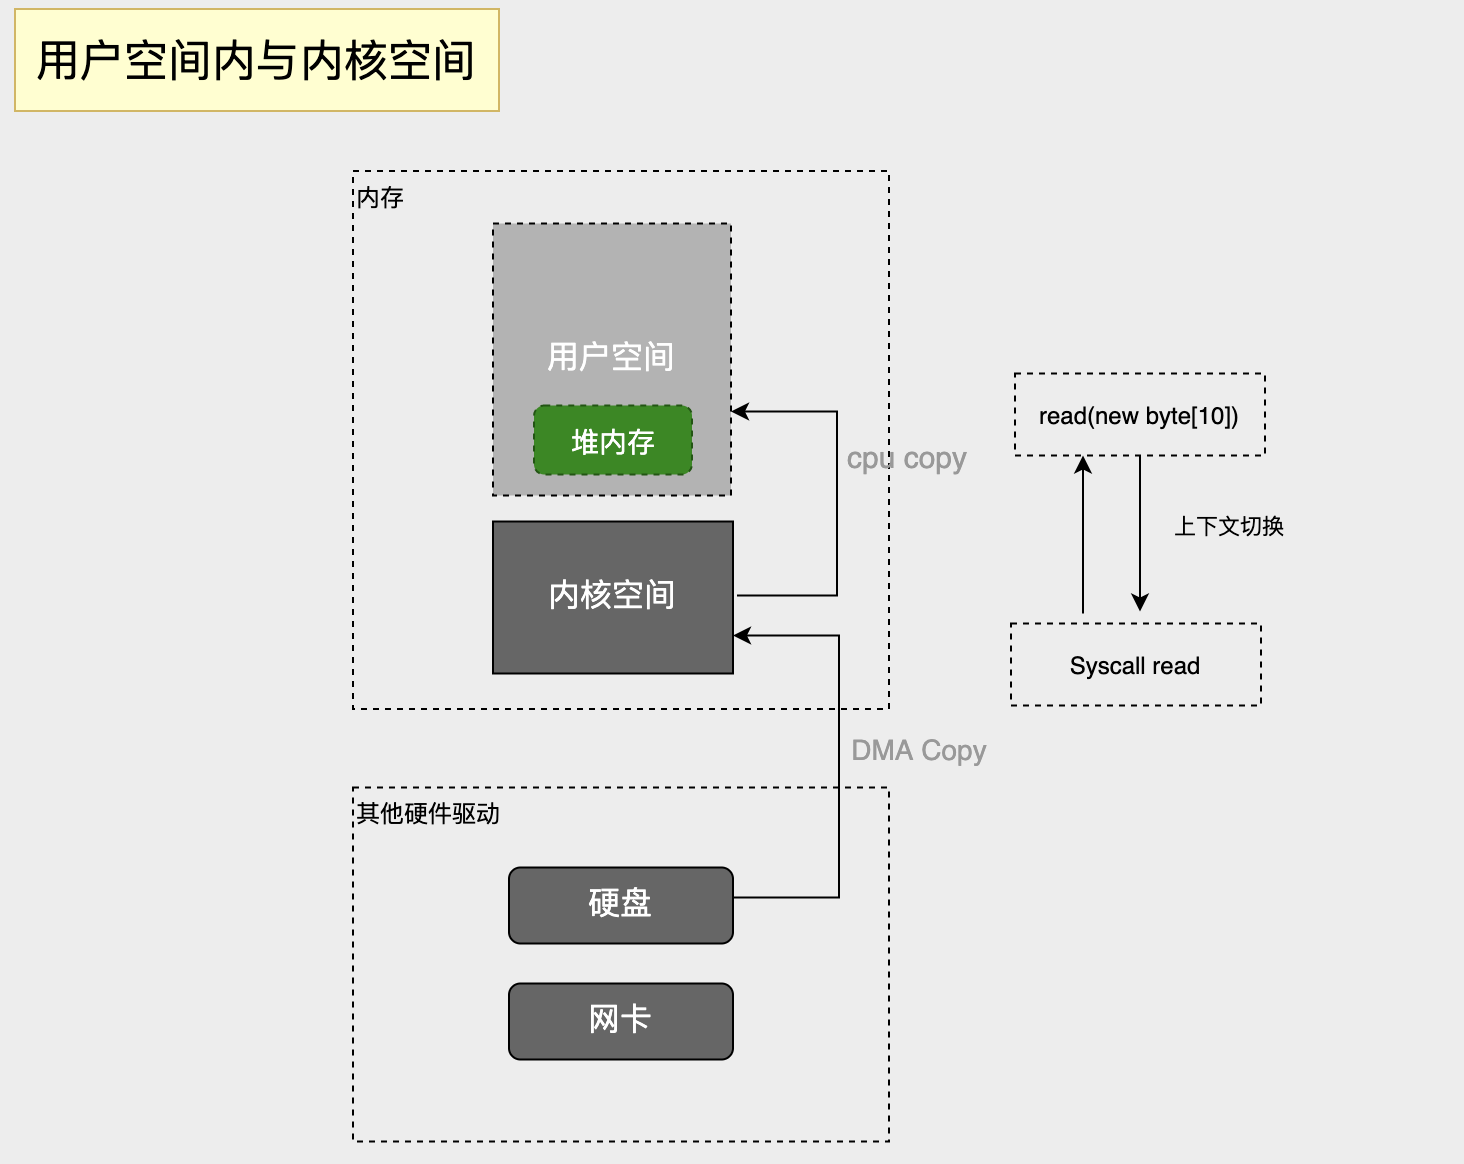 用户空间内与内核空间
内存
用户空间
堆内存
cpu copy
内核空间
read(new byte[10])
上下文切换
Syscall read
DMA Copy
其他硬件驱动
硬盘
网卡